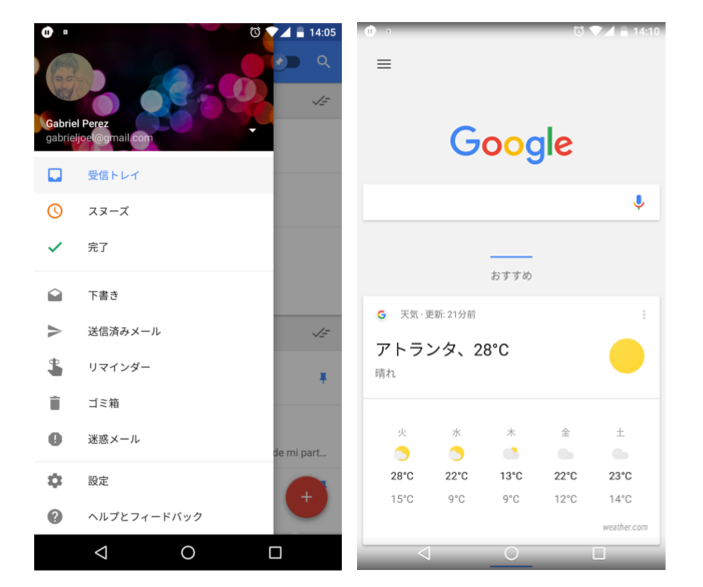 14:05
Gabriel Perez
gabrieljoel@gmail.com
受信トレイ
スヌーズ
完了
下書き
送信済みメール
リマインダー
ゴミ箱
迷惑メール
設定
ヘルプとフィードバック
de mi part...
14:10
Google
おすすめ
天気・更新: 21分前
アトランタ、28°C
晴れ
火 水 木 金 土
28°C 22°C 13°C 22°C 23°C
15°C 9°C 9°C 12°C 14°C
weather.com